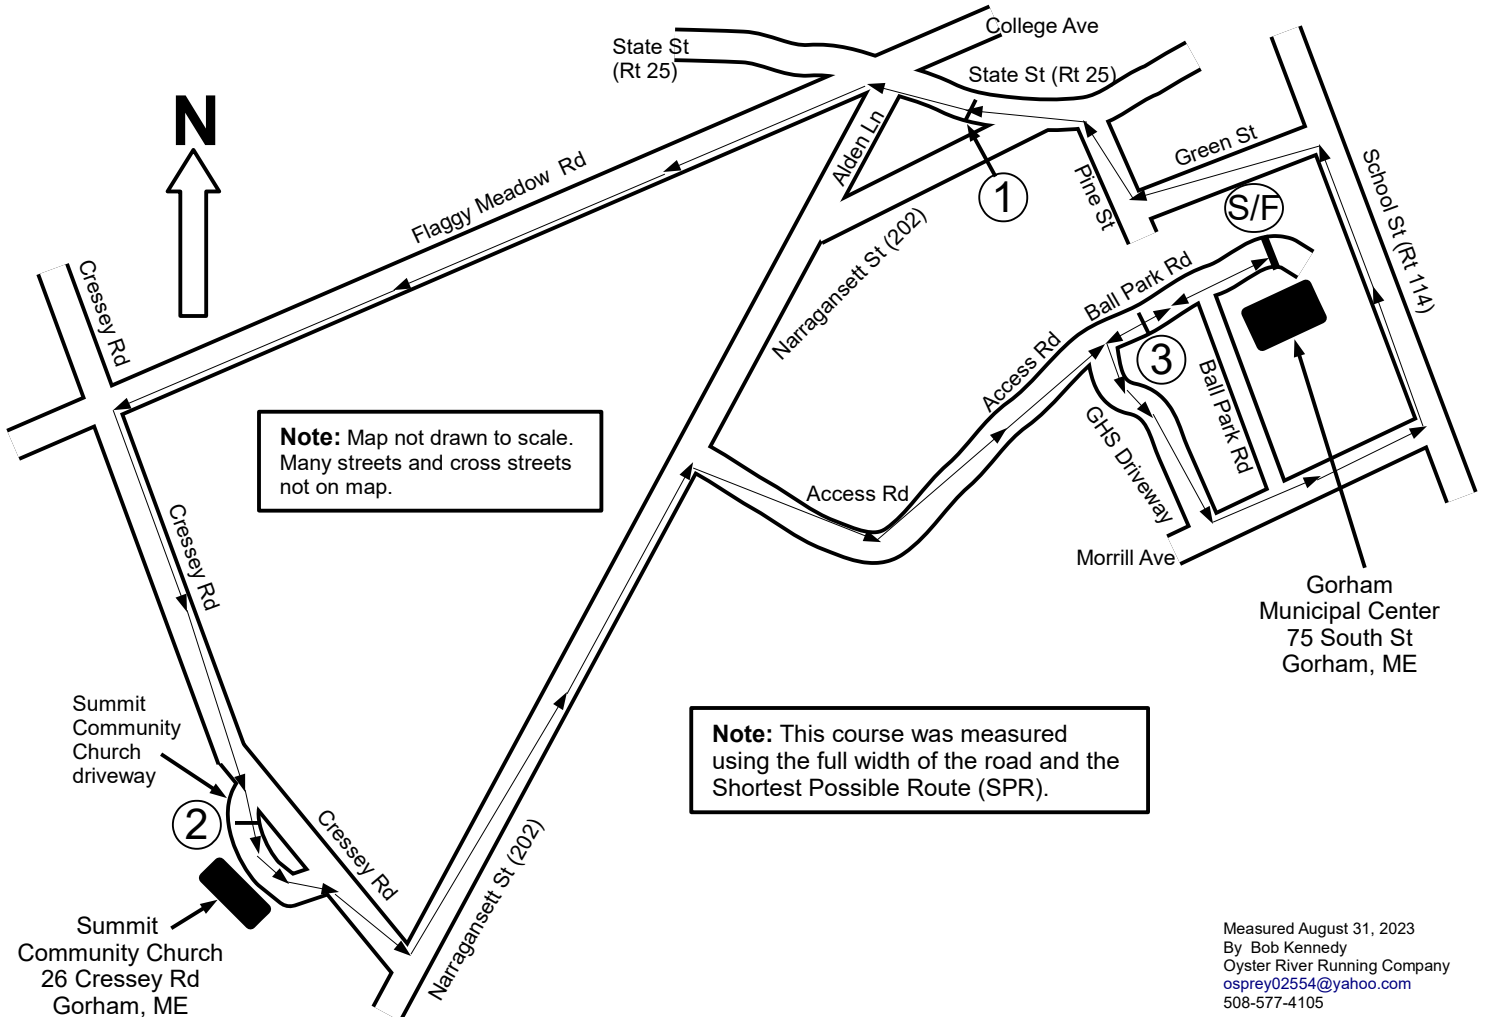 College Ave
State St
(Rt 25)
State St (Rt 25)
N
Alden Ln
Green St
Flaggy Meadow Rd
Pine St
1
S/F
School St (Rt 114)
Cressey Rd
Narragansett St (202)
Ball Park Rd
Access Rd
3
Ball Park Rd
GHS Driveway
Note: Map not drawn to scale.
Many streets and cross streets
not on map.
Access Rd
Cressey Rd
Morrill Ave
Gorham
Municipal Center
75 South St
Gorham, ME
Summit
Community
Church
driveway
Note: This course was measured
using the full width of the road and the
Shortest Possible Route (SPR).
2
Cressey Rd
Narragansett St (202)
Summit
Community Church
26 Cressey Rd
Gorham, ME
Measured August 31, 2023
By Bob Kennedy
Oyster River Running Company
osprey02554@yahoo.com
508-577-4105